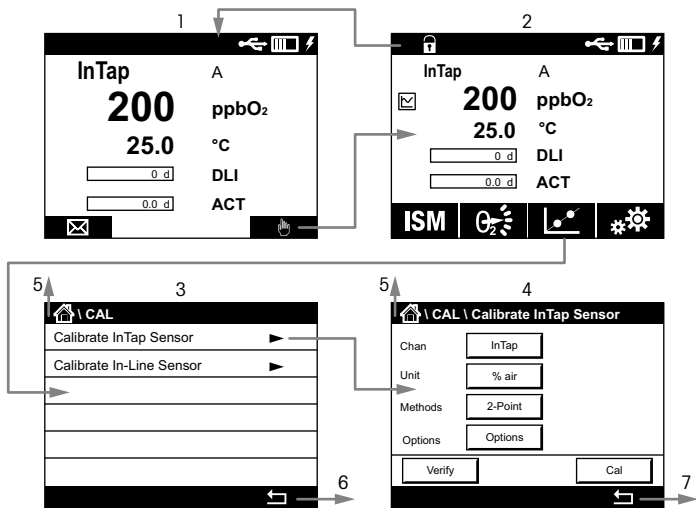 1
InTap A
200 ppbO₂
25.0 °C
0 d DLI
0.0 d ACT
2
InTap A
200 ppbO₂
25.0 °C
0 d DLI
0.0 d ACT
ISM O₂
5
3
\ CAL
Calibrate InTap Sensor
Calibrate In-Line Sensor
6
5
4
\ CAL \ Calibrate InTap Sensor
Chan InTap
Unit % air
Methods 2-Point
Options Options
Verify Cal
7